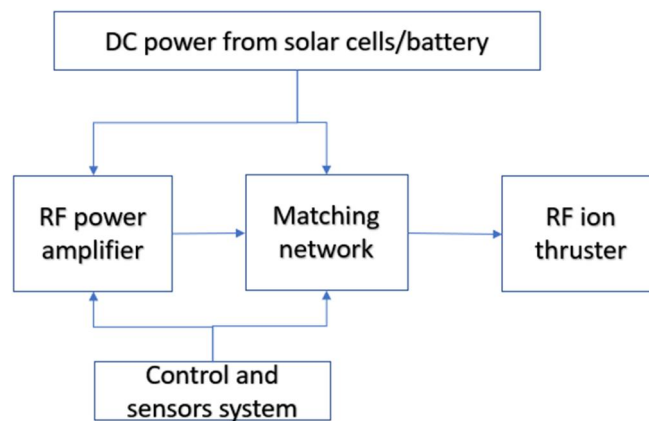 DC power from solar cells/battery
RF power
amplifier
Matching
network
RF ion
thruster
Control and
sensors system